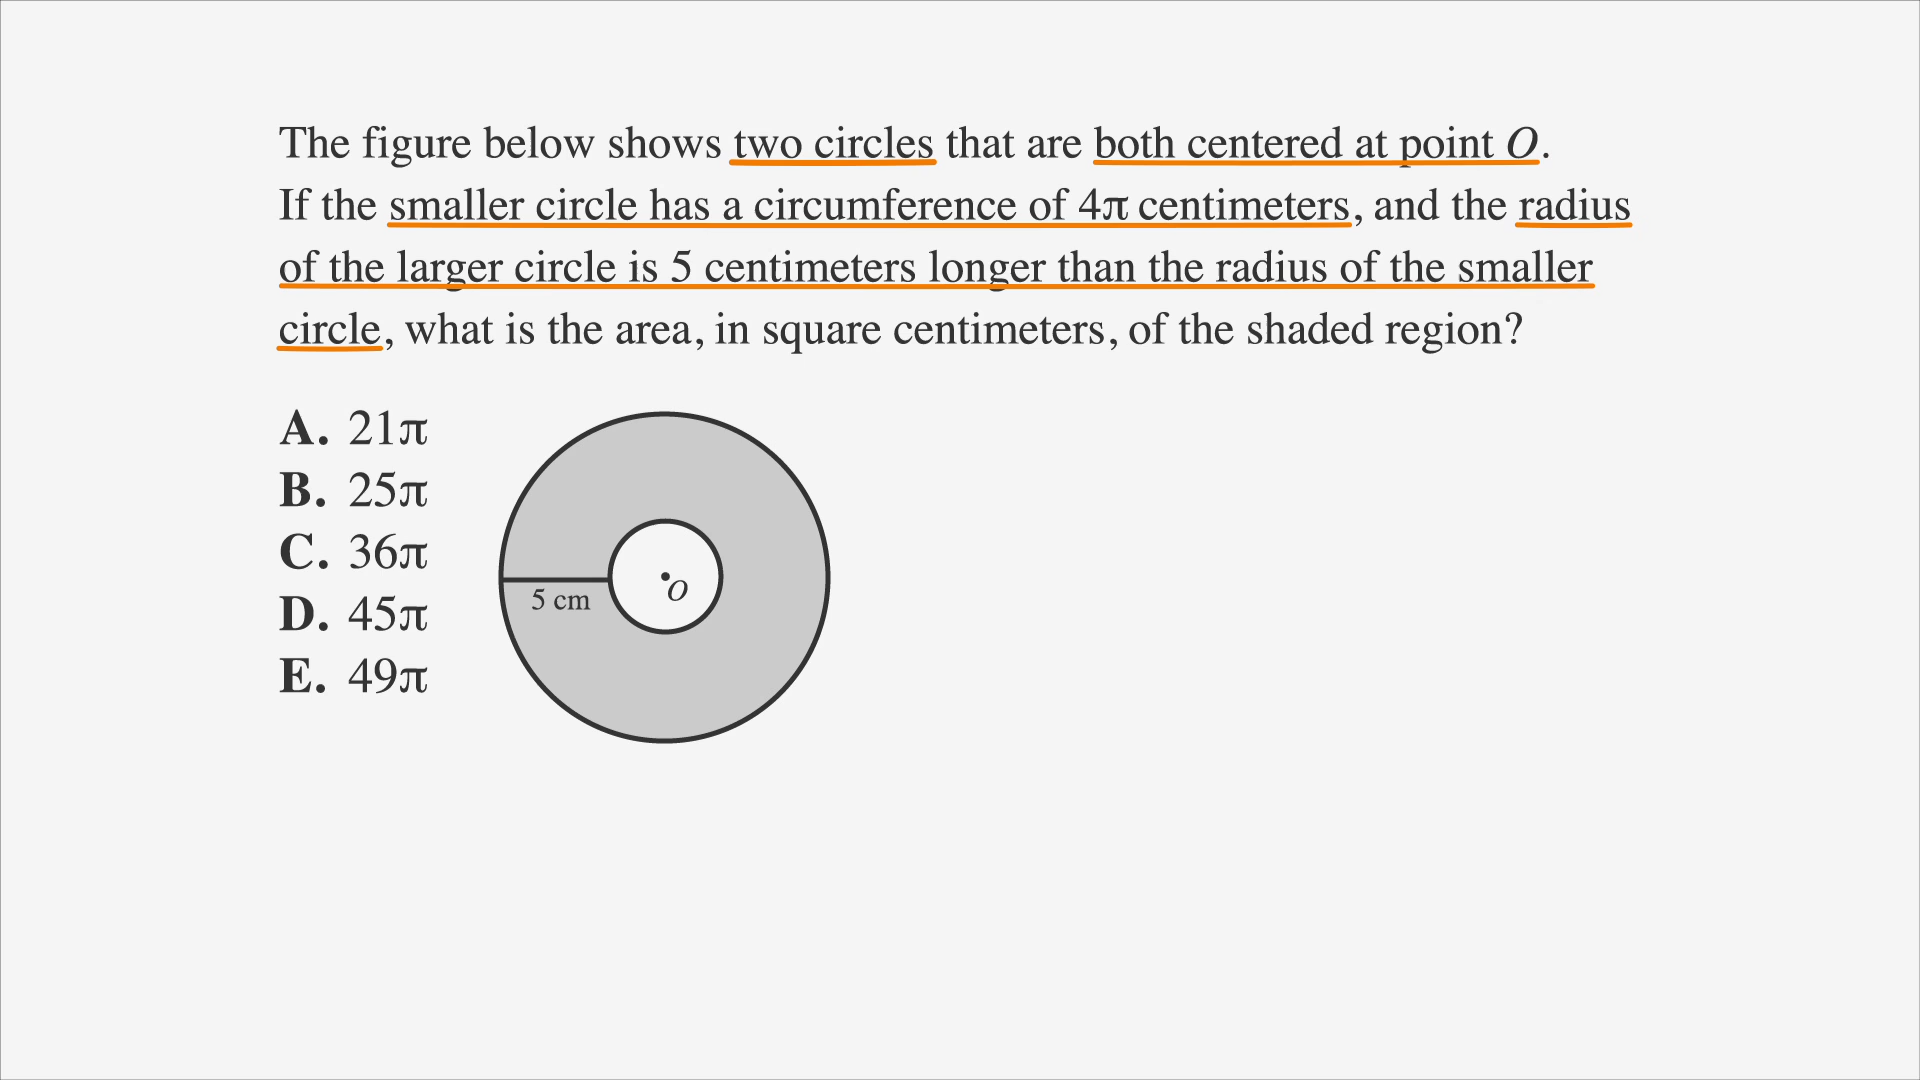 The figure below shows two circles that are both centered at point O.
If the smaller circle has a circumference of 4π centimeters, and the radius
of the larger circle is 5 centimeters longer than the radius of the smaller
circle, what is the area, in square centimeters, of the shaded region?
A. 21π
B. 25π
C. 36π
D. 45π
E. 49π
5 cm
O